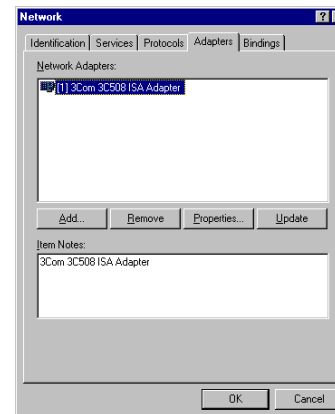 Network
Identification Services Protocols Adapters Bindings
Network Adapters:
[1] 3Com 3C508 ISA Adapter
Add... Remove Properties... Update
Item Notes:
3Com 3C508 ISA Adapter
OK Cancel